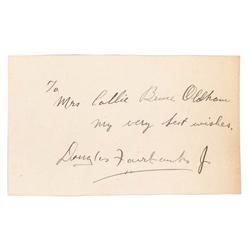 To
Mrs Callie Bruce Oldham
my very best wishes.
Douglas Fairbanks Jr